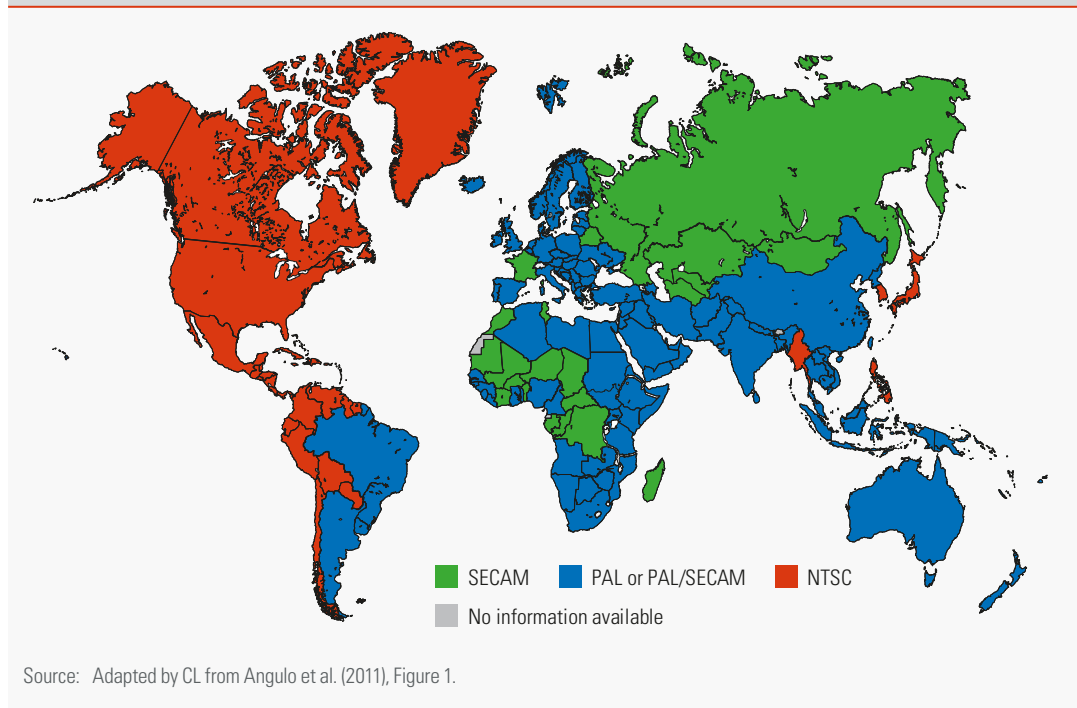 SECAM
PAL or PAL/SECAM
NTSC
No information available
Source: Adapted by CL from Angulo et al. (2011), Figure 1.